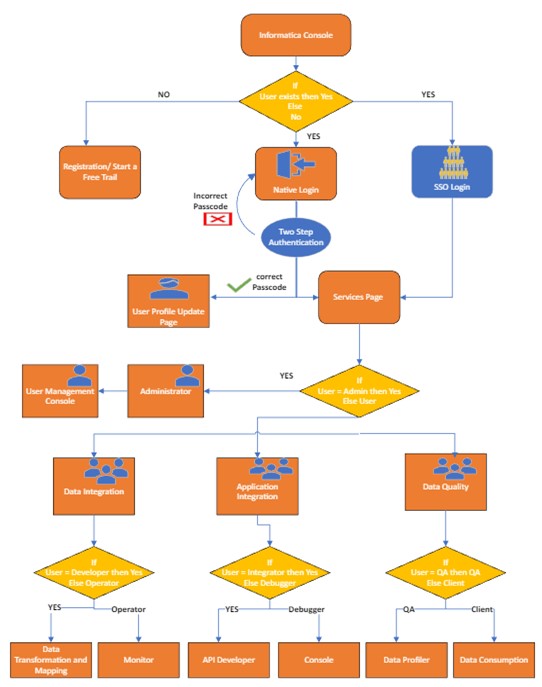 Informatica Console
If
User exists then Yes
Else
No
NO
YES
YES
Registration/ Start a
Free Trail
Native Login
SSO Login
Incorrect
Passcode
Two Step
Authentication
correct
Passcode
User Profile Update
Page
Services Page
If
User = Admin then Yes
Else User
YES
User Management
Console
Administrator
Data Integration
Application
Integration
Data Quality
If
User = Developer then Yes
Else Operator
If
User = Integrator then Yes
Else Debugger
If
User = QA then QA
Else Client
YES
Operator
YES
Debugger
QA
Client
Data
Transformation and
Mapping
Monitor
API Developer
Console
Data Profiler
Data Consumption